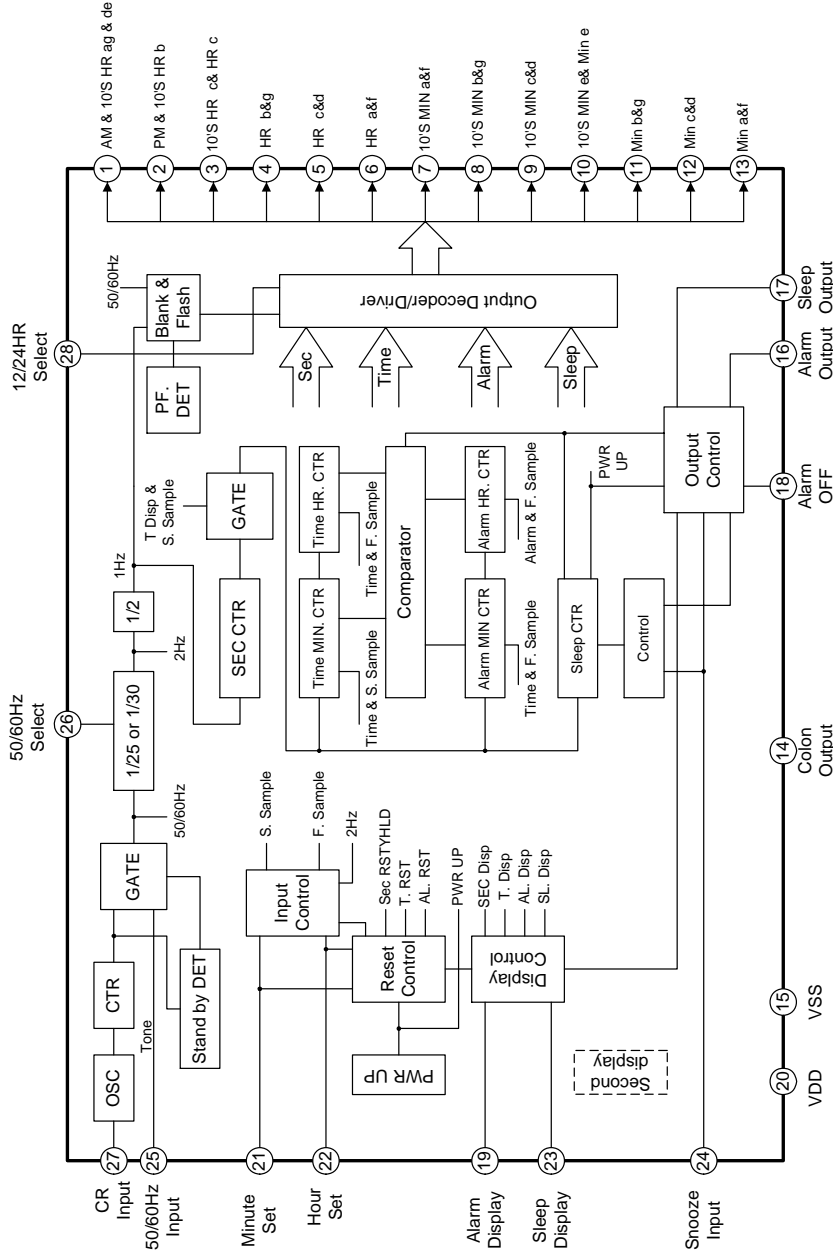 CR
Input
27
OSC
CTR
GATE
50/60Hz
1/25 or 1/30
50/60Hz
Select
26
2Hz
1/2
1Hz
12/24HR
Select
28
50/60Hz
Input
25
Tone
Stand by DET
SEC CTR
GATE
T Disp &
S. Sample
PF.
DET
Blank &
Flash
50/60Hz
Minute
Set
21
Hour
Set
22
Input
Control
S. Sample
F. Sample
2Hz
PWR UP
Reset
Control
Sec RSTYHLD
T. RST
AL. RST
PWR UP
Alarm
Display
19
Sleep
Display
23
Display
Control
SEC Disp
T. Disp
AL. Disp
SL. Disp
Second
display
Snooze
Input
24
Time MIN. CTR
Time HR. CTR
Time & S. Sample
Time & F. Sample
Comparator
Alarm MIN CTR
Alarm HR. CTR
Time & F. Sample
Alarm & F. Sample
Sleep CTR
PWR
UP
Control
Output
Control
Sec
Time
Alarm
Sleep
Output Decoder/Driver
1 AM & 10'S HR ag & de
2 PM & 10'S HR b
3 10'S HR c& HR c
4 HR b&g
5 HR c&d
6 HR a&f
7 10'S MIN a&f
8 10'S MIN b&g
9 10'S MIN c&d
10 10'S MIN e& Min e
11 Min b&g
12 Min c&d
13 Min a&f
20
VDD
15
VSS
14
Colon
Output
18
Alarm
OFF
16
Alarm
Output
17
Sleep
Output